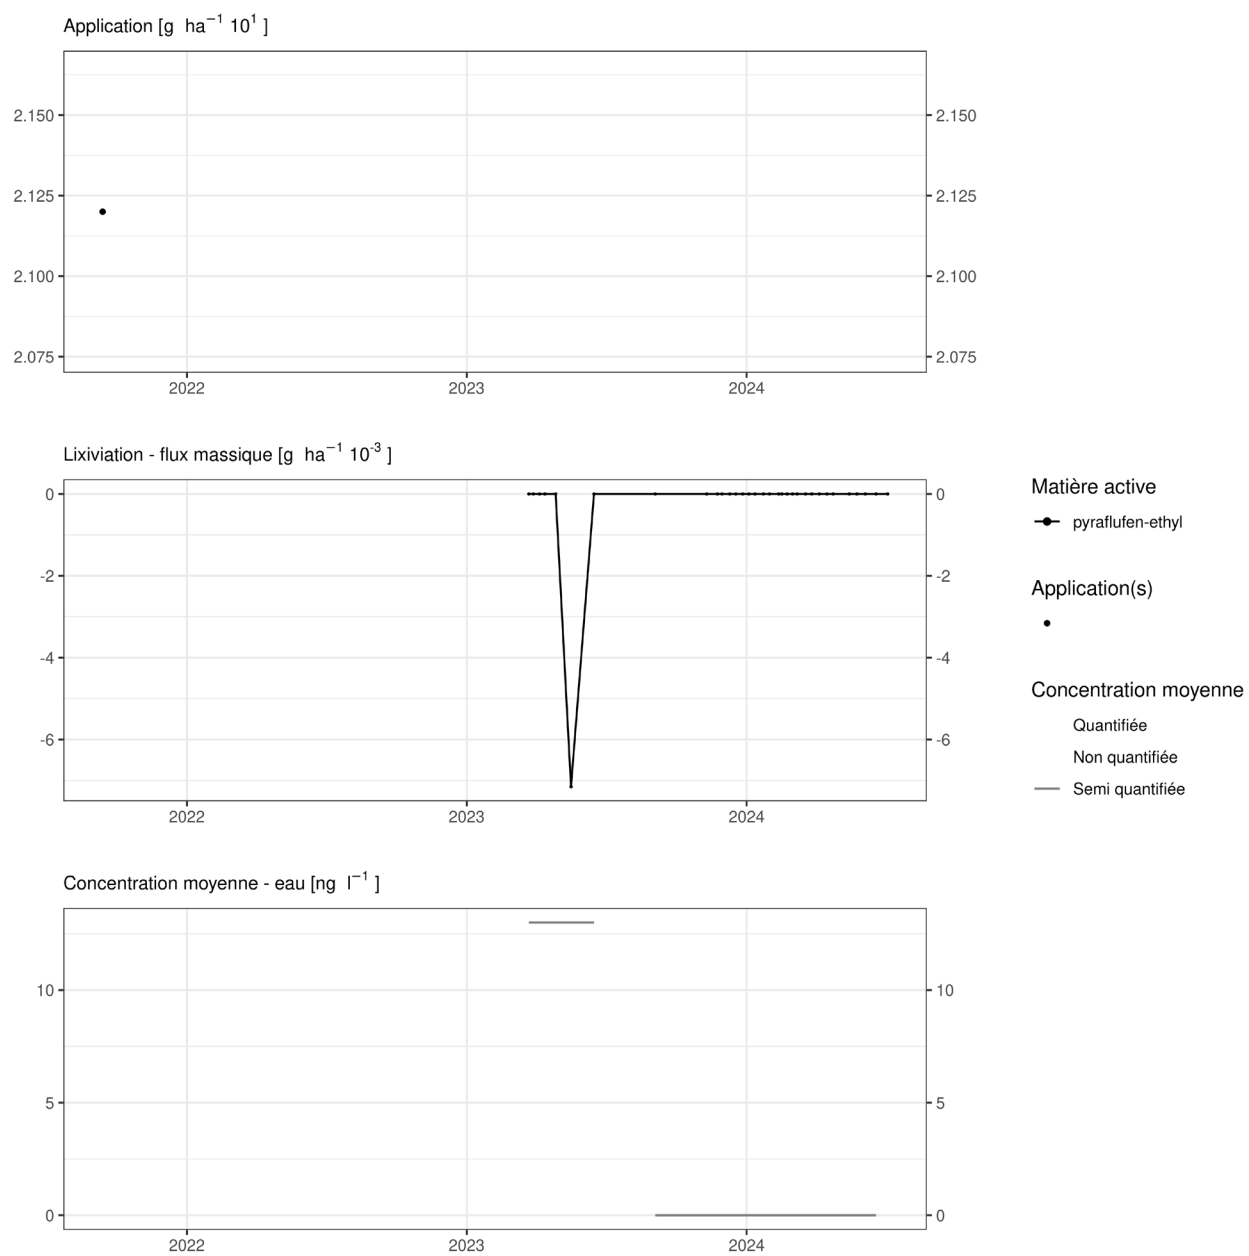 Application [g ha⁻¹ 10¹ ]
2.150 2.150
2.125 2.125
2.100 2.100
2.075 2.075
2022 2023 2024
Lixiviation - flux massique [g ha⁻¹ 10⁻³ ]
0 0
-2 -2
-4 -4
-6 -6
2022 2023 2024
Matière active
pyraflufen-ethyl
Application(s)
Concentration moyenne
Quantifiée
Non quantifiée
Semi quantifiée
Concentration moyenne - eau [ng l⁻¹ ]
10 10
5 5
0 0
2022 2023 2024